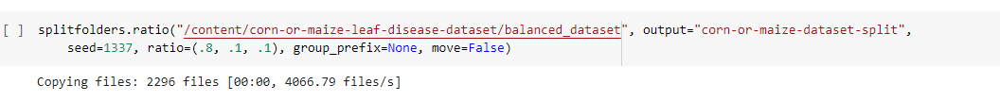 [ ] splitfolders.ratio("/content/corn-or-maize-leaf-disease-dataset/balanced_dataset", output="corn-or-maize-dataset-split",
seed=1337, ratio=(.8, .1, .1), group_prefix=None, move=False)
Copying files: 2296 files [00:00, 4066.79 files/s]